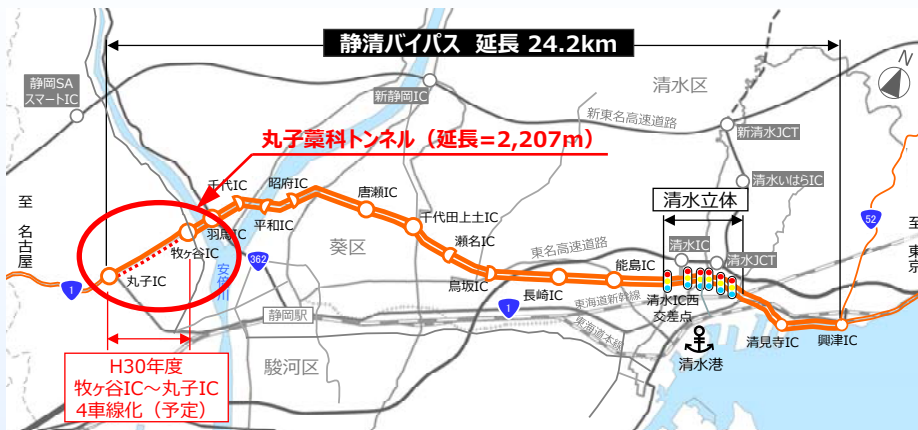 静清バイパス 延長 24.2km
静岡SA
スマートIC
新静岡IC
清水区
N
新東名高速道路
新清水JCT
丸子藁科トンネル（延長=2,207m）
千代IC
昭府IC
唐瀬IC
清水いはらIC
至 名古屋
羽鳥IC
平和IC
千代田上土IC
清水立体
52
至 東京
牧ヶ谷IC
葵区
瀬名IC
東名高速道路
清水IC
清水JCT
362
安倍川
丸子IC
1
鳥坂IC
長崎IC
能島IC
静岡駅
1
東海道新幹線
清水IC西
交差点
東海道本線
清見寺IC
興津IC
駿河区
清水港
H30年度
牧ヶ谷IC～丸子IC
4車線化（予定）